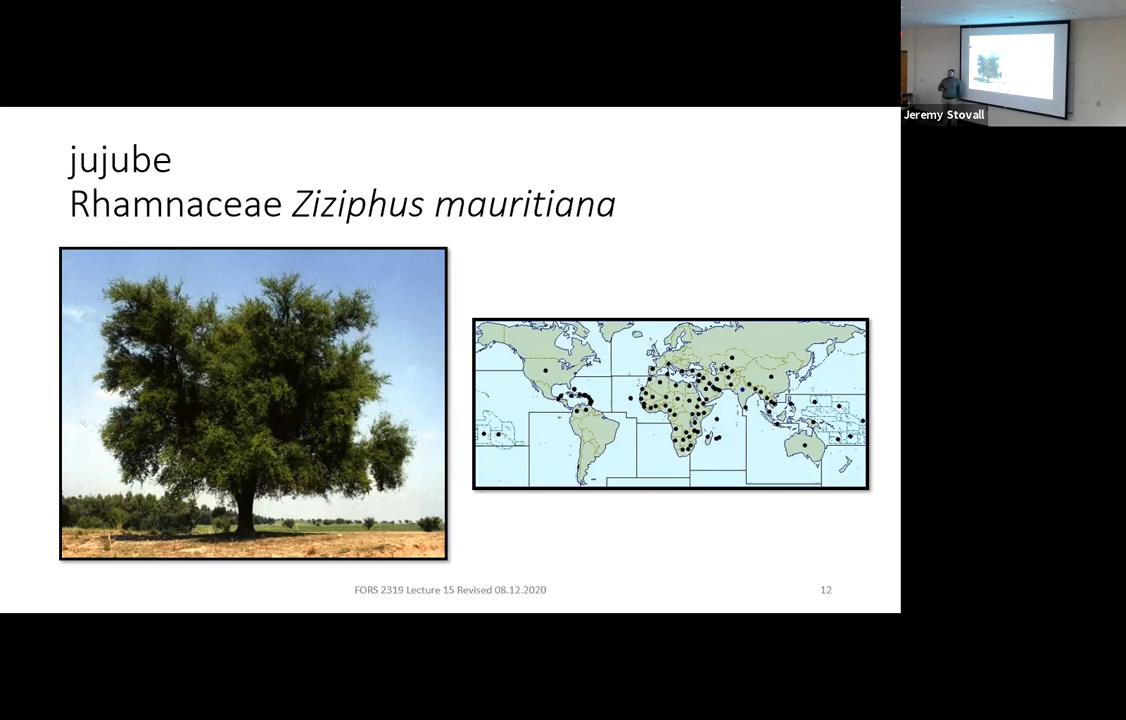 jujube
Rhamnaceae Ziziphus mauritiana
FORS 2319 Lecture 15 Revised 08.12.2020
12
Jeremy Stovall